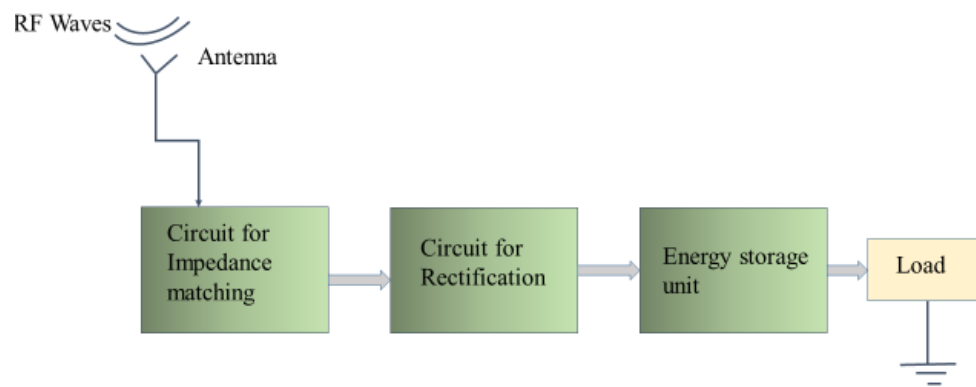 RF Waves
Antenna
Circuit for
Impedance
matching
Circuit for
Rectification
Energy storage
unit
Load